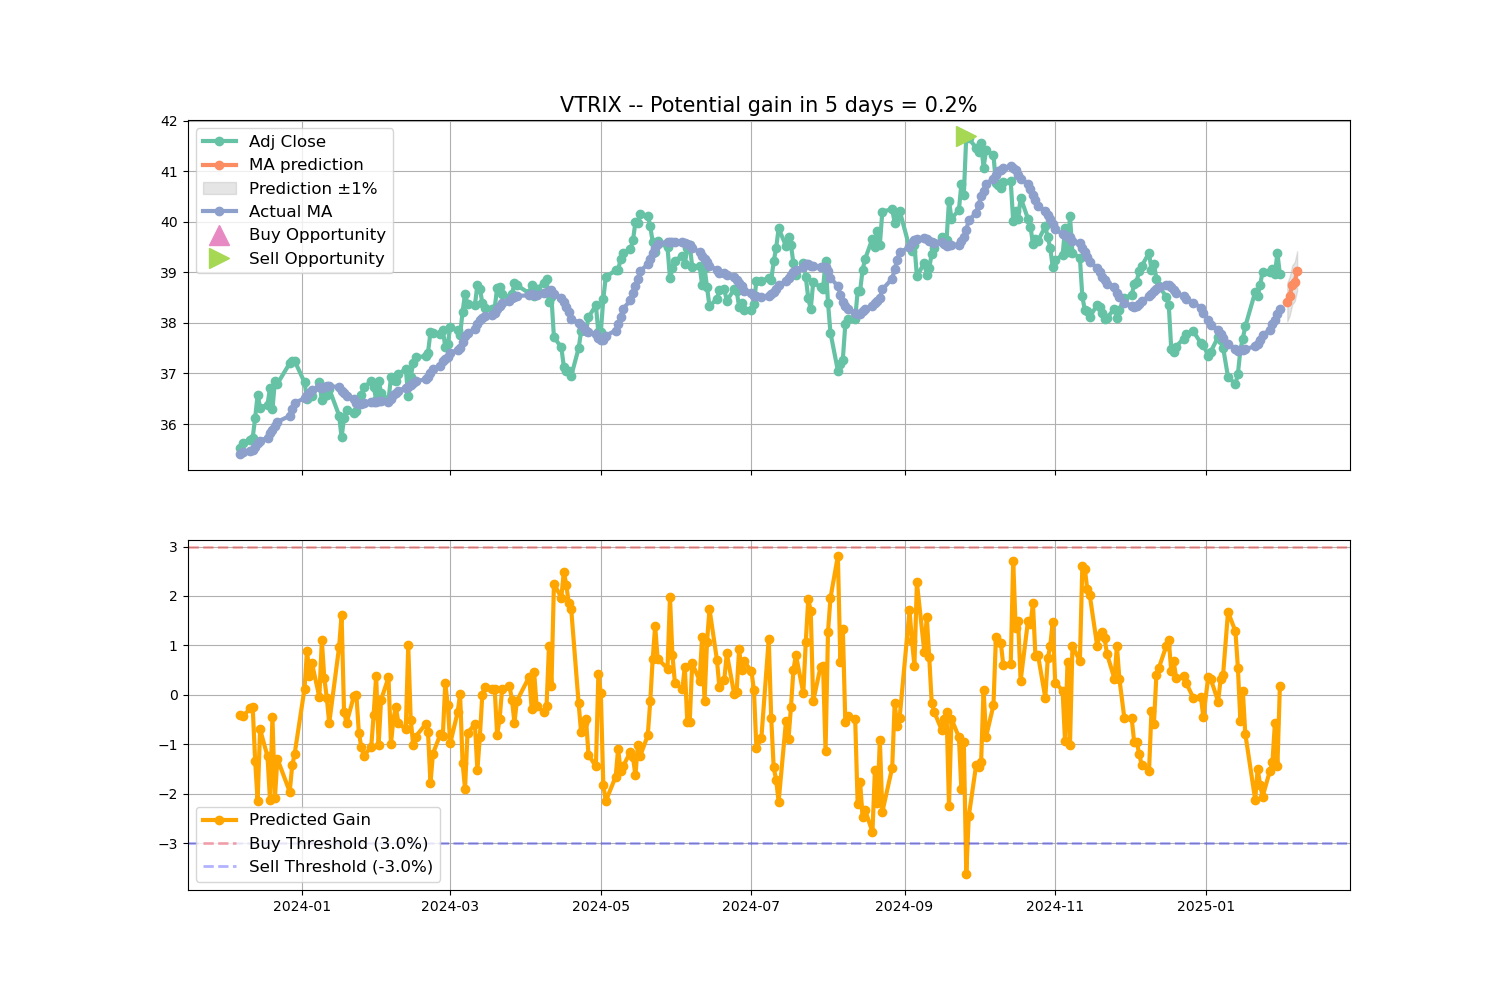 VTRIX -- Potential gain in 5 days = 0.2%
42
41
40
39
38
37
36
Adj Close
MA prediction
Prediction ±1%
Actual MA
Buy Opportunity
Sell Opportunity
3
2
1
0
−1
−2
−3
Predicted Gain
Buy Threshold (3.0%)
Sell Threshold (-3.0%)
2024-01 2024-03 2024-05 2024-07 2024-09 2024-11 2025-01